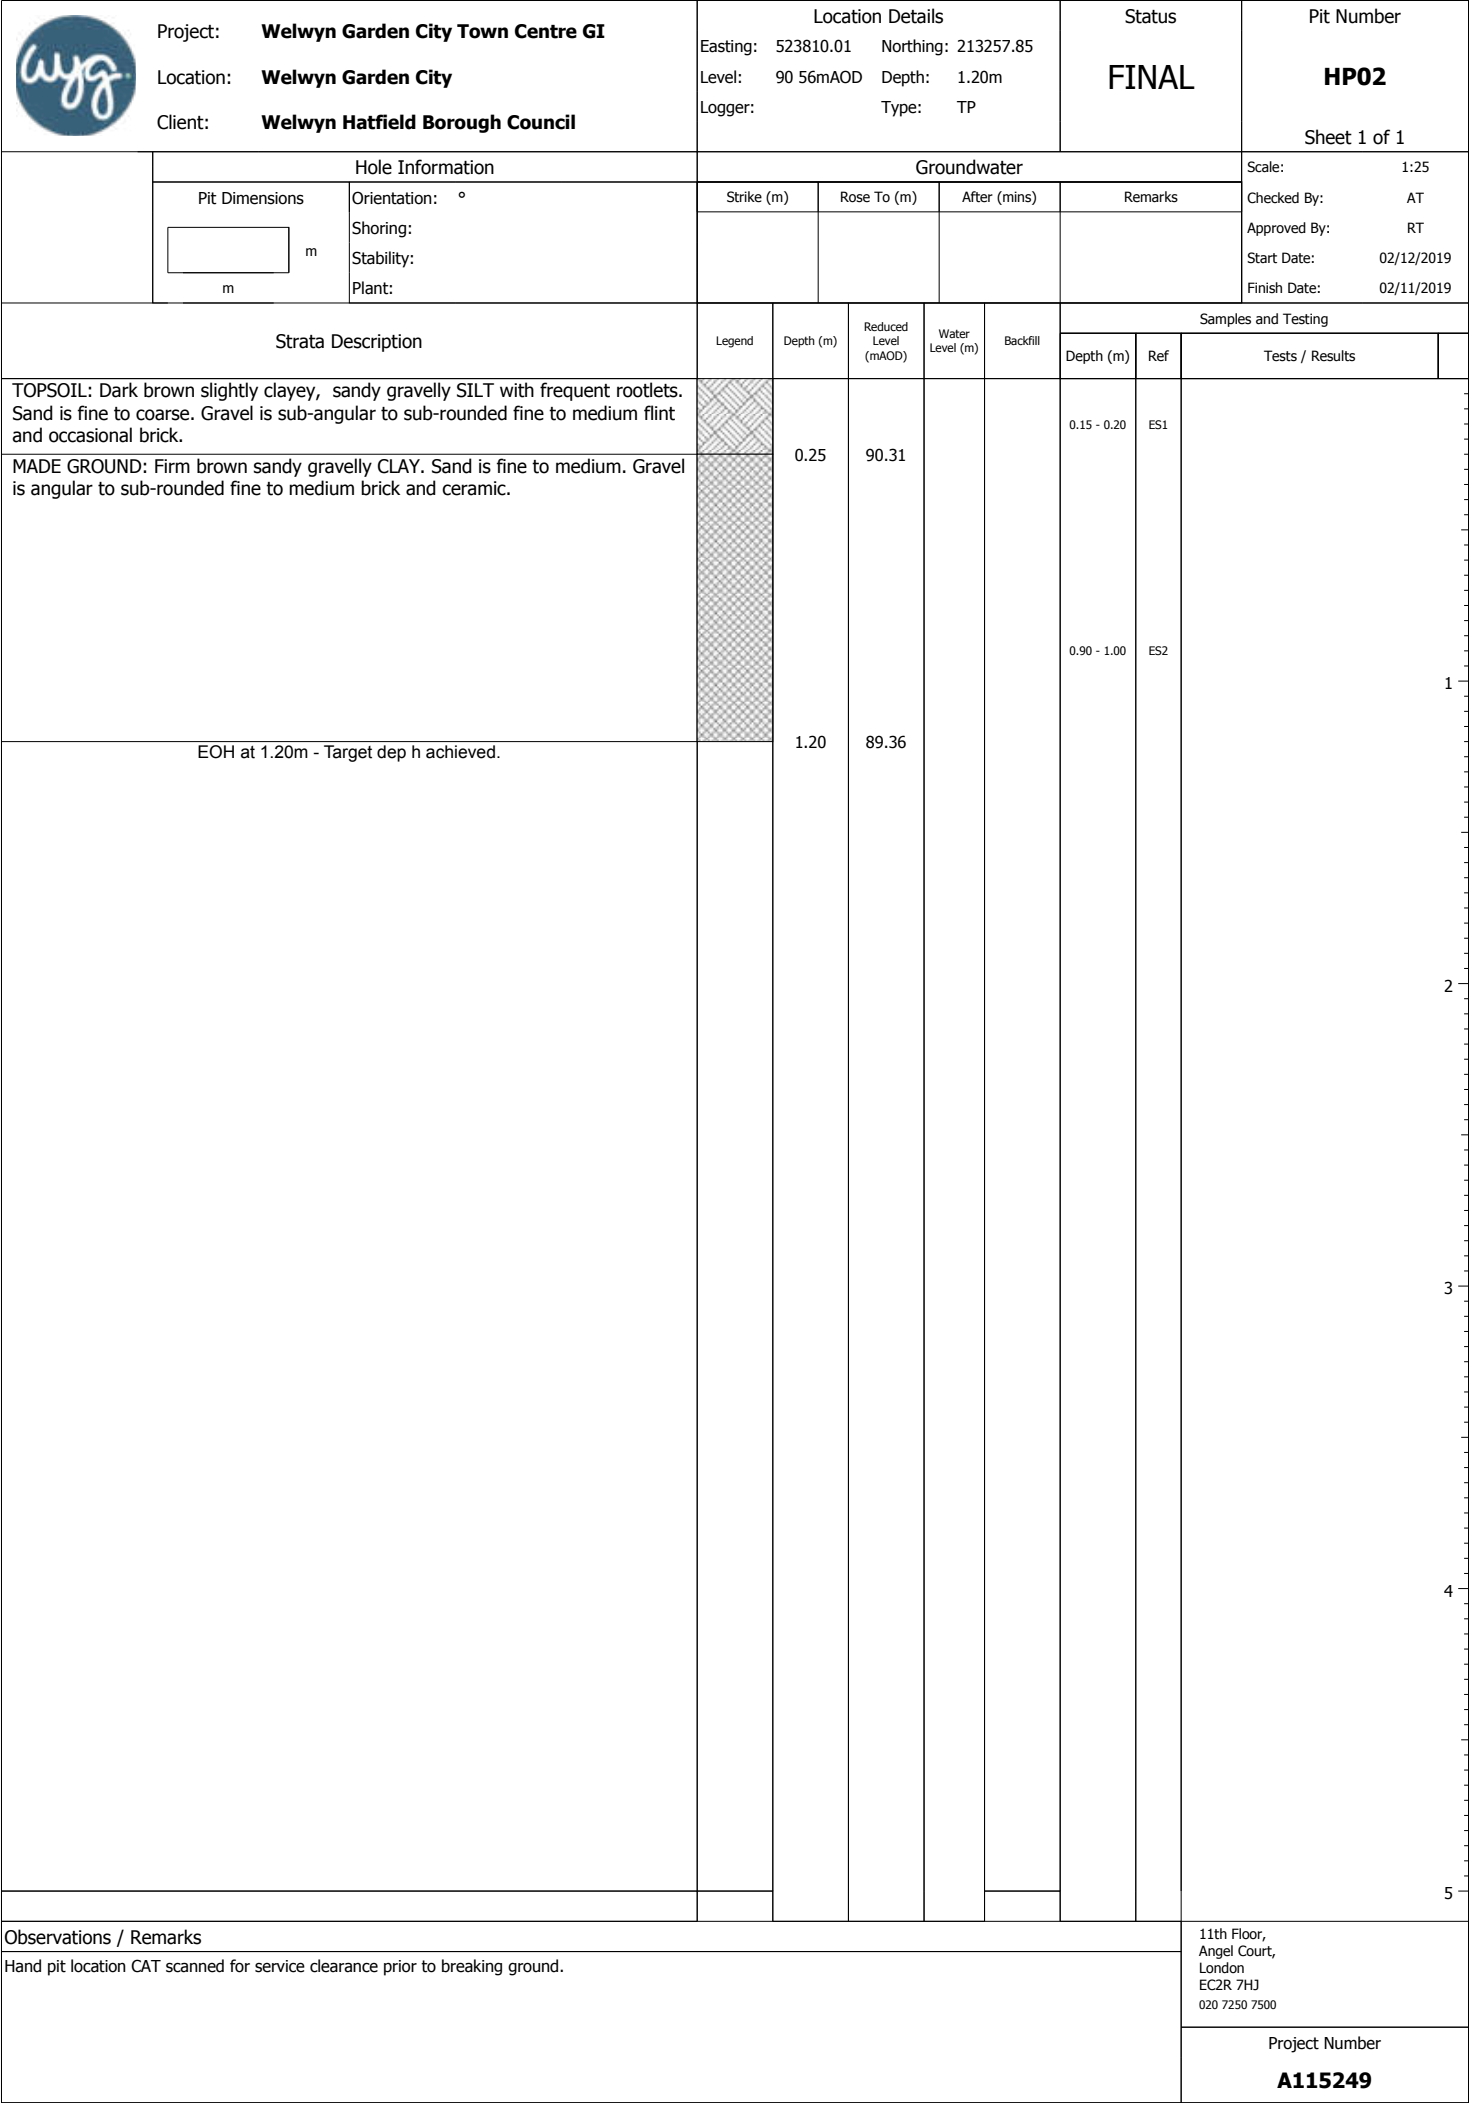 wyg.
Project: Welwyn Garden City Town Centre GI
Location: Welwyn Garden City
Client: Welwyn Hatfield Borough Council
Location Details
Easting: 523810.01 Northing: 213257.85
Level: 90 56mAOD Depth: 1.20m
Logger: Type: TP
Status
FINAL
Pit Number
HP02
Sheet 1 of 1
Hole Information
Pit Dimensions
m
m
Orientation: °
Shoring:
Stability:
Plant:
Groundwater
Strike (m) Rose To (m) After (mins) Remarks
Scale: 1:25
Checked By: AT
Approved By: RT
Start Date: 02/12/2019
Finish Date: 02/11/2019
Strata Description
Legend
Depth (m)
Reduced
Level
(mAOD)
Water
Level (m)
Backfill
Samples and Testing
Depth (m) Ref Tests / Results
TOPSOIL: Dark brown slightly clayey,  sandy gravelly SILT with frequent rootlets.
Sand is fine to coarse. Gravel is sub-angular to sub-rounded fine to medium flint
and occasional brick.
0.15 - 0.20 ES1
0.25 90.31
MADE GROUND: Firm brown sandy gravelly CLAY. Sand is fine to medium. Gravel
is angular to sub-rounded fine to medium brick and ceramic.
0.90 - 1.00 ES2
1
1.20 89.36
EOH at 1.20m - Target dep h achieved.
2
3
4
5
Observations / Remarks
Hand pit location CAT scanned for service clearance prior to breaking ground.
11th Floor,
Angel Court,
London
EC2R 7HJ
020 7250 7500
Project Number
A115249